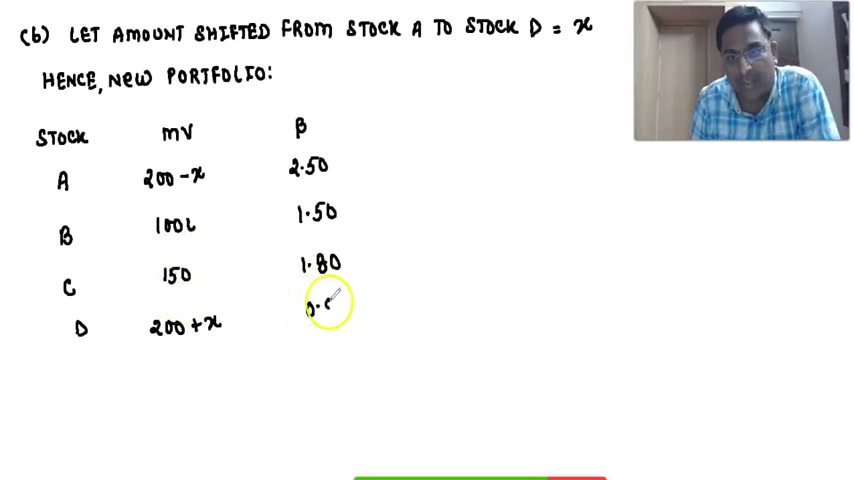 (b) LET AMOUNT SHIFTED FROM STOCK A TO STOCK D = x
HENCE, NEW PORTFOLIO:
STOCK MV β
A 200-x 2.50
B 100L 1.50
C 150 1.80
D 200+x